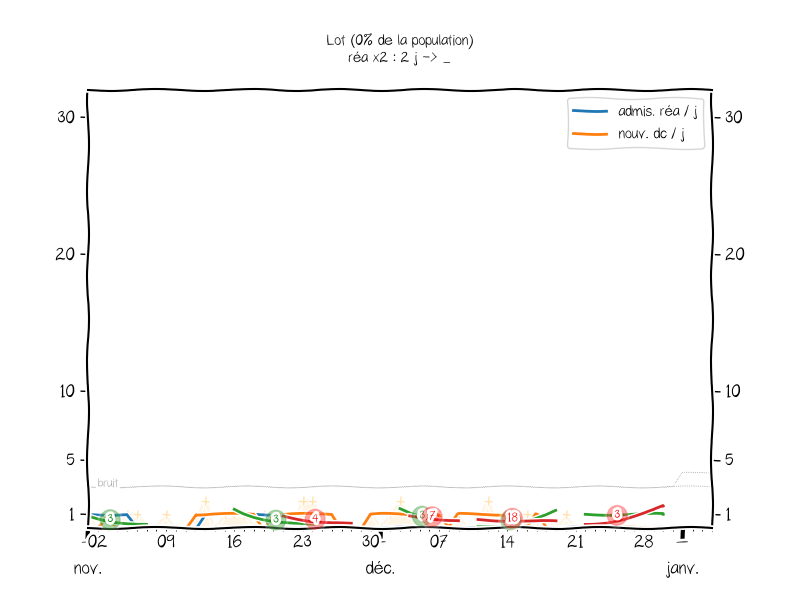 Lot (0% de la population)
réa x2 : 2 j -> _
admis. réa / j
nouv. dc / j
30 30
20 20
10 10
5 5
bruit
1 1
3 3 4 3 7 18 3
02 09 16 23 30 07 14 21 28
nov. déc. janv.